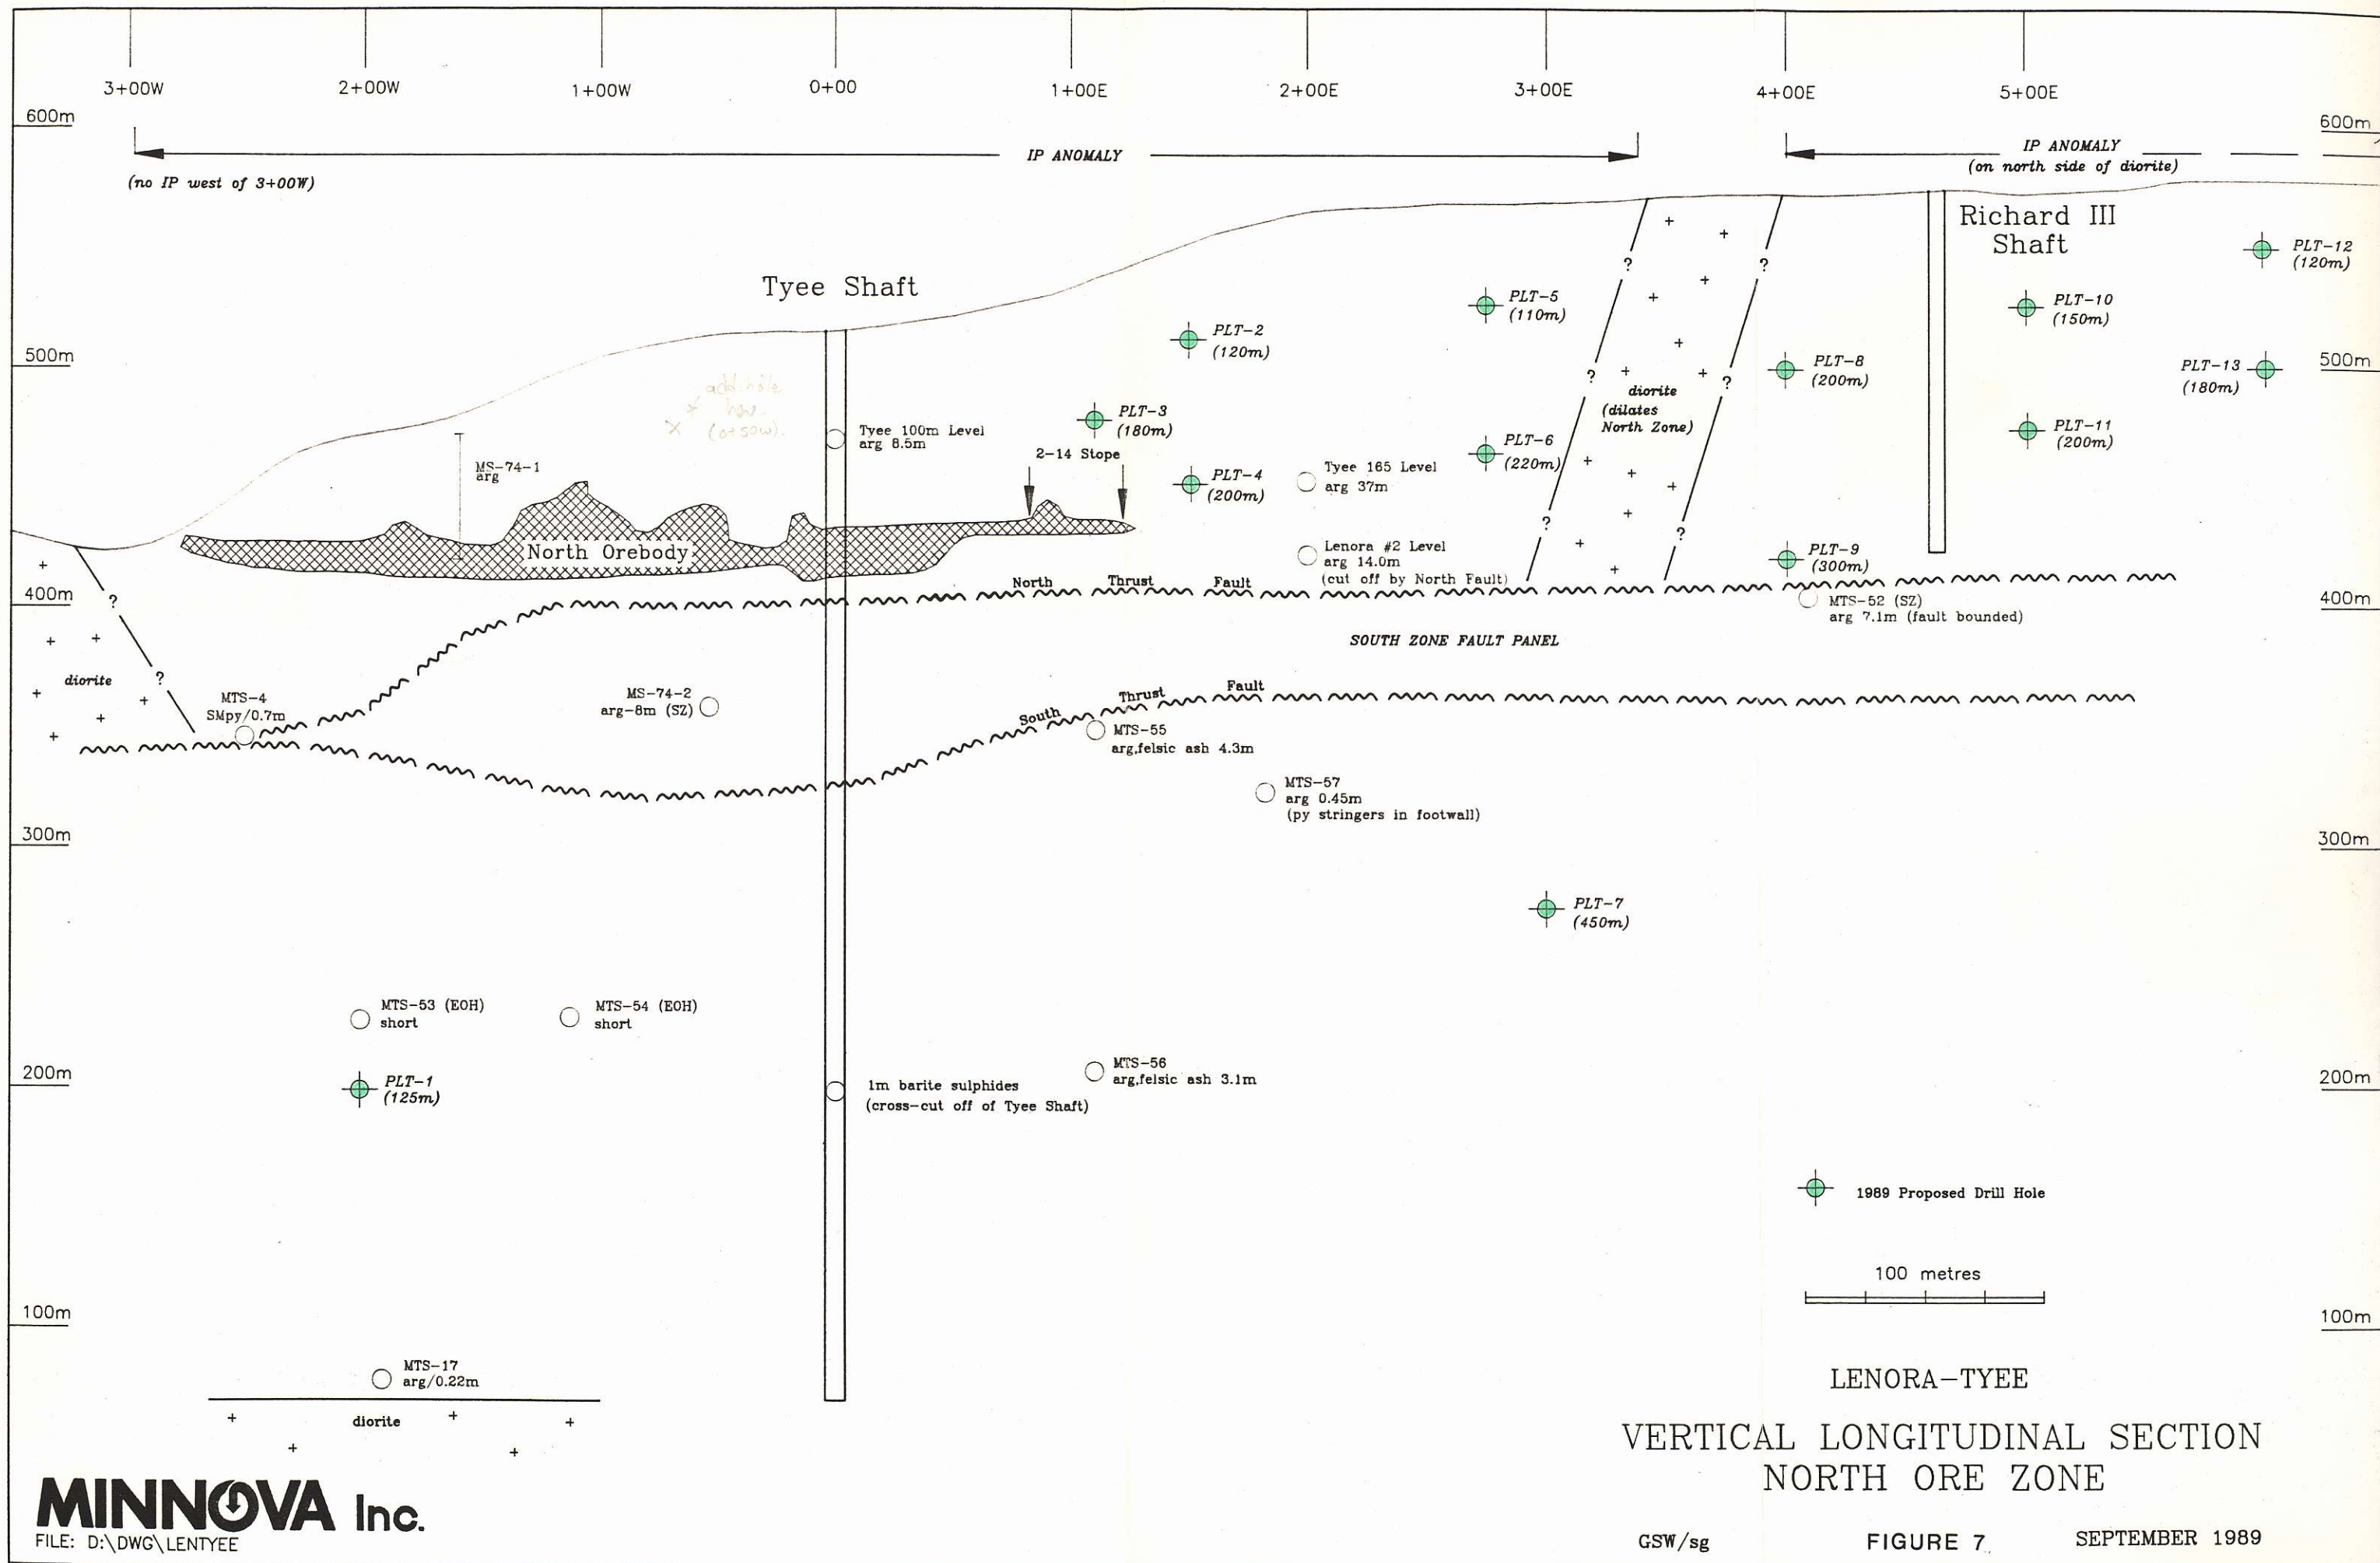 3+00W 2+00W 1+00W 0+00 1+00E 2+00E 3+00E 4+00E 5+00E
600m
600m
IP ANOMALY
(no IP west of 3+00W)
IP ANOMALY
(on north side of diorite)
Richard III
Shaft
PLT-12
(120m)
Tyee Shaft
PLT-5
(110m)
PLT-10
(150m)
PLT-2
(120m)
500m
500m
PLT-8
(200m)
PLT-13
(180m)
add hole
here.
(0+50W).
diorite
(dilates
North Zone)
PLT-3
(180m)
Tyee 100m Level
arg 8.5m
PLT-11
(200m)
2-14 Stope
PLT-6
(220m)
MS-74-1
arg
PLT-4
(200m)
Tyee 165 Level
arg 37m
North Orebody
Lenora #2 Level
arg 14.0m
(cut off by North Fault)
PLT-9
(300m)
North Thrust Fault
400m
400m
MTS-52 (SZ)
arg 7.1m (fault bounded)
SOUTH ZONE FAULT PANEL
diorite
MTS-4
SMpy/0.7m
MS-74-2
arg-8m (SZ)
South Thrust Fault
MTS-55
arg,felsic ash 4.3m
MTS-57
arg 0.45m
(py stringers in footwall)
300m
300m
PLT-7
(450m)
MTS-53 (EOH)
short
MTS-54 (EOH)
short
MTS-56
arg,felsic ash 3.1m
200m
200m
PLT-1
(125m)
1m barite sulphides
(cross-cut off of Tyee Shaft)
1989 Proposed Drill Hole
100 metres
100m
100m
MTS-17
arg/0.22m
diorite
LENORA-TYEE
VERTICAL LONGITUDINAL SECTION
NORTH ORE ZONE
MINNOVA Inc.
FILE: D:\DWG\LENTYEE
GSW/sg FIGURE 7 SEPTEMBER 1989